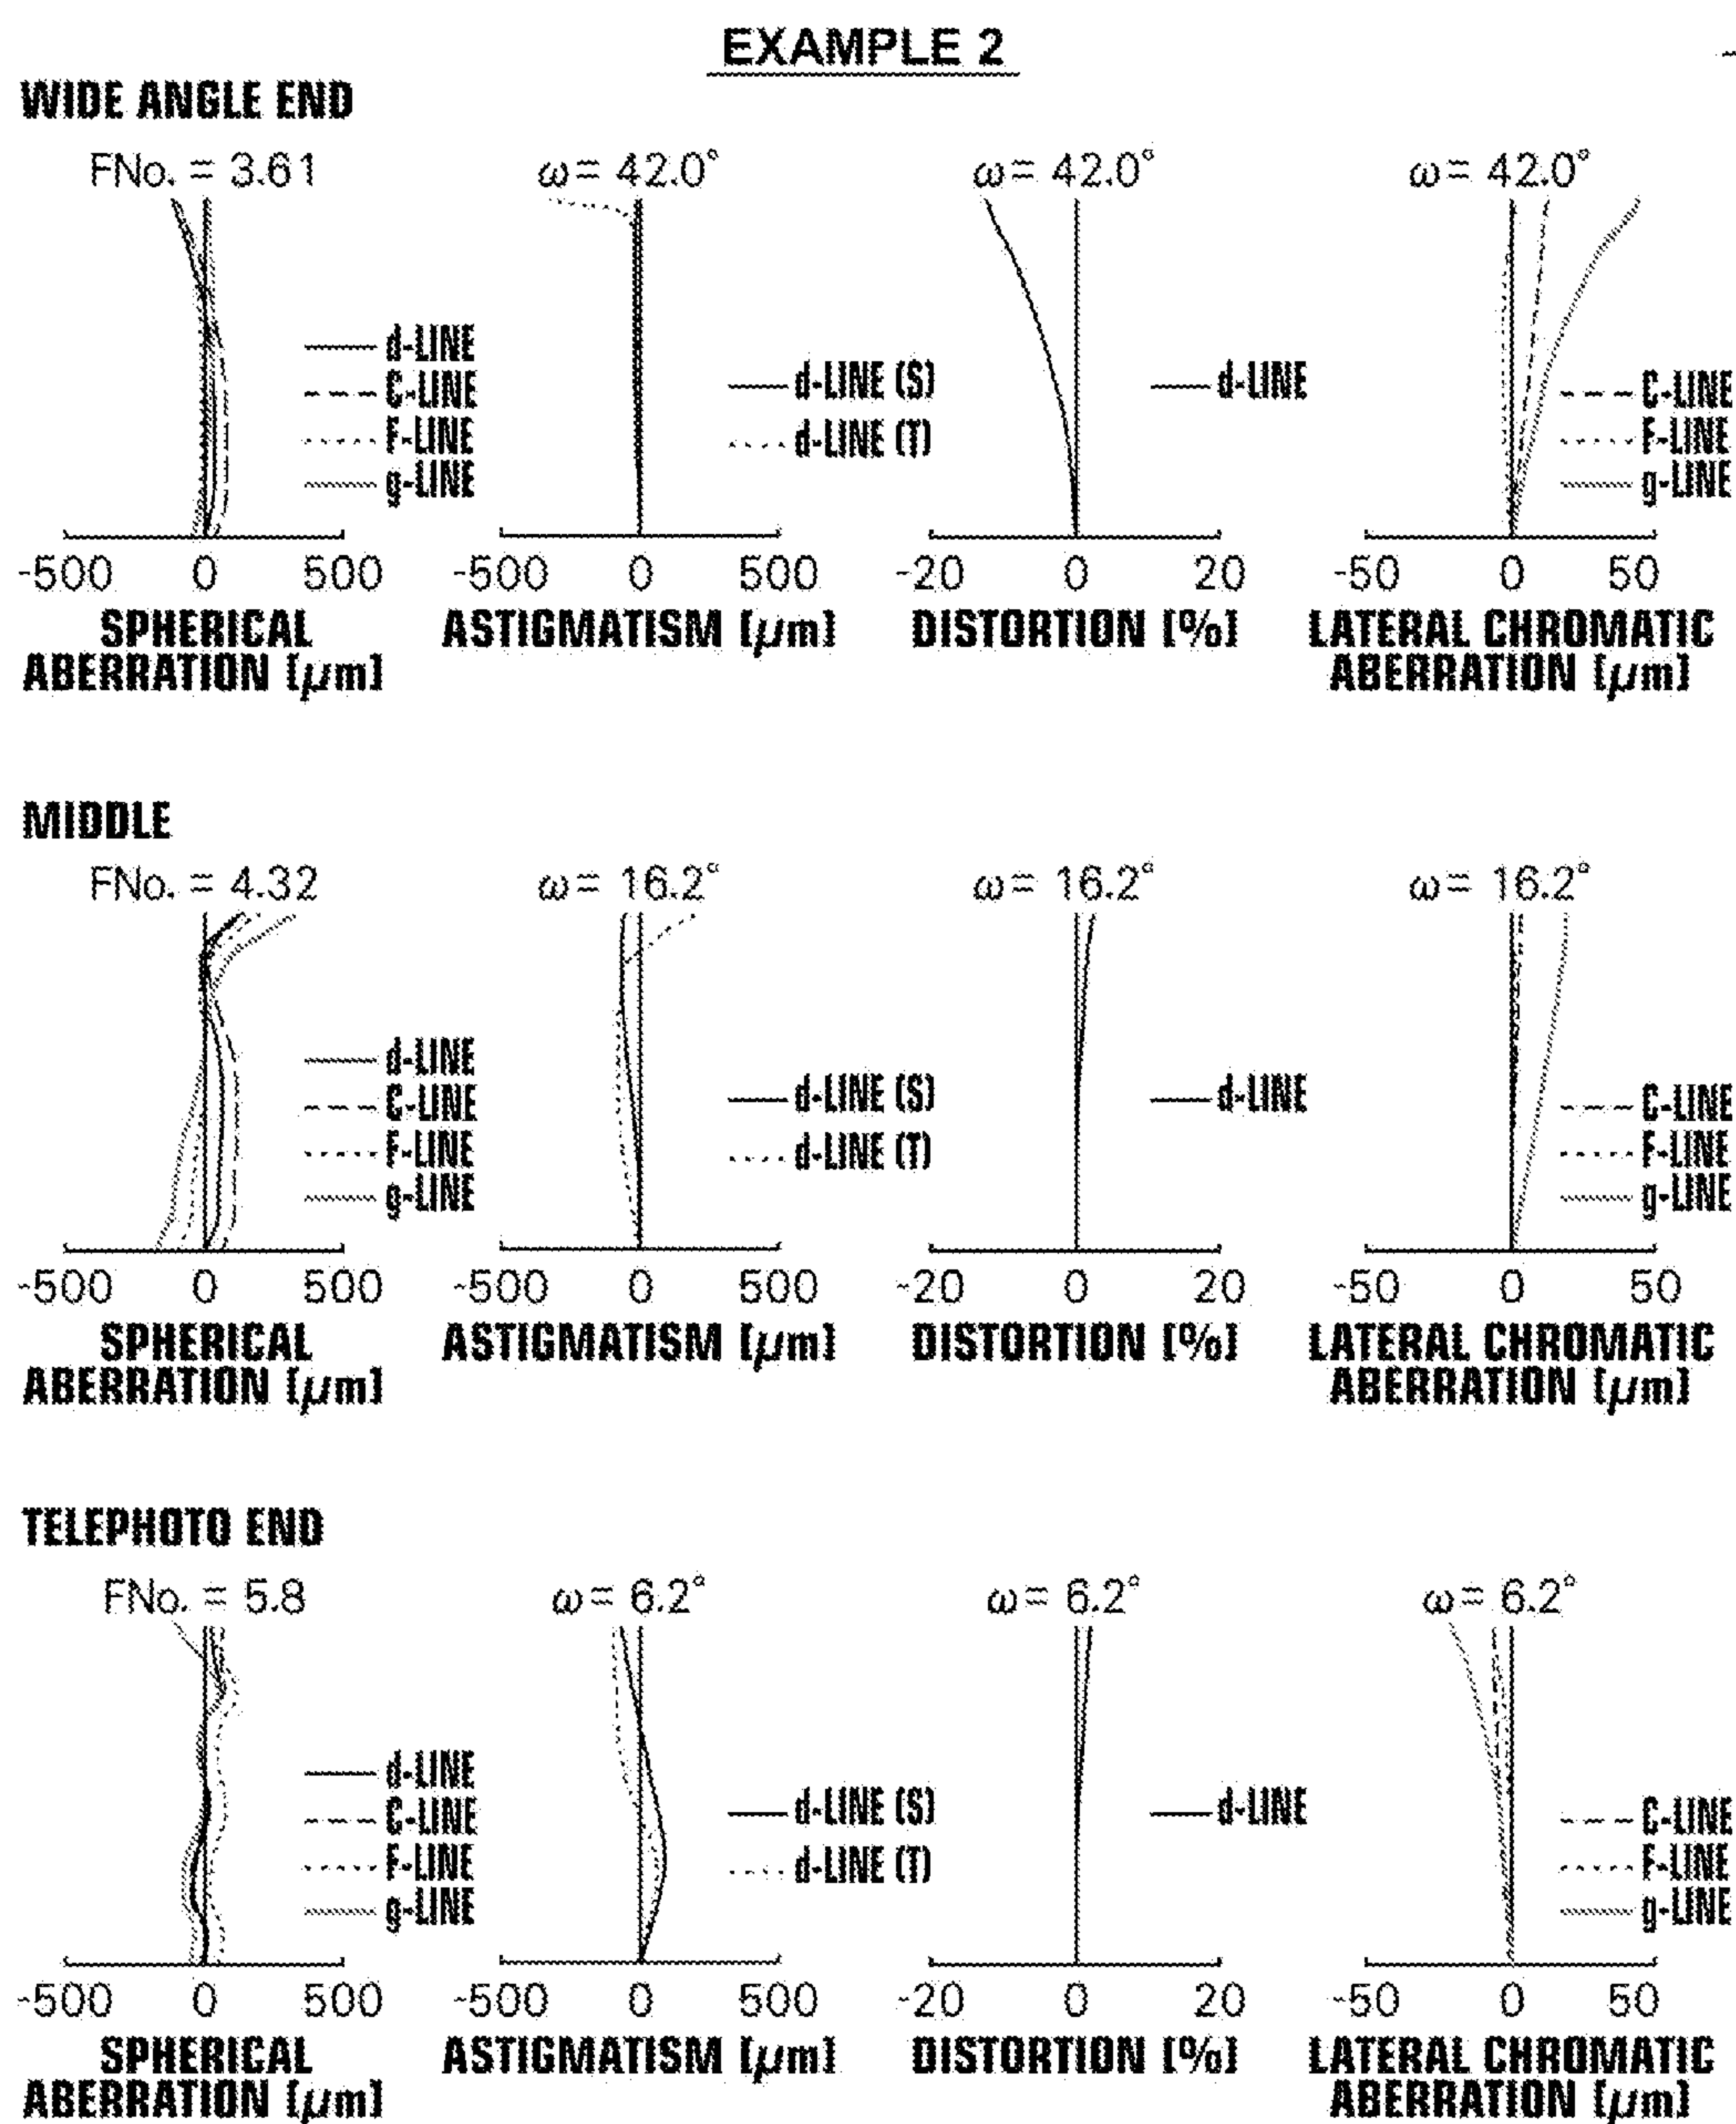 EXAMPLE 2
WIDE ANGLE END
FNo. = 3.61
ω = 42.0°
ω = 42.0°
ω = 42.0°
d-LINE
C-LINE
F-LINE
g-LINE
d-LINE (S)
d-LINE (T)
d-LINE
C-LINE
F-LINE
g-LINE
-500 0 500
-500 0 500
-20 0 20
-50 0 50
SPHERICAL
ABERRATION [μm]
ASTIGMATISM [μm]
DISTORTION [%]
LATERAL CHROMATIC
ABERRATION [μm]
MIDDLE
FNo. = 4.32
ω = 16.2°
ω = 16.2°
ω = 16.2°
d-LINE
C-LINE
F-LINE
g-LINE
d-LINE (S)
d-LINE (T)
d-LINE
C-LINE
F-LINE
g-LINE
-500 0 500
-500 0 500
-20 0 20
-50 0 50
SPHERICAL
ABERRATION [μm]
ASTIGMATISM [μm]
DISTORTION [%]
LATERAL CHROMATIC
ABERRATION [μm]
TELEPHOTO END
FNo. = 5.8
ω = 6.2°
ω = 6.2°
ω = 6.2°
d-LINE
C-LINE
F-LINE
g-LINE
d-LINE (S)
d-LINE (T)
d-LINE
C-LINE
F-LINE
g-LINE
-500 0 500
-500 0 500
-20 0 20
-50 0 50
SPHERICAL
ABERRATION [μm]
ASTIGMATISM [μm]
DISTORTION [%]
LATERAL CHROMATIC
ABERRATION [μm]